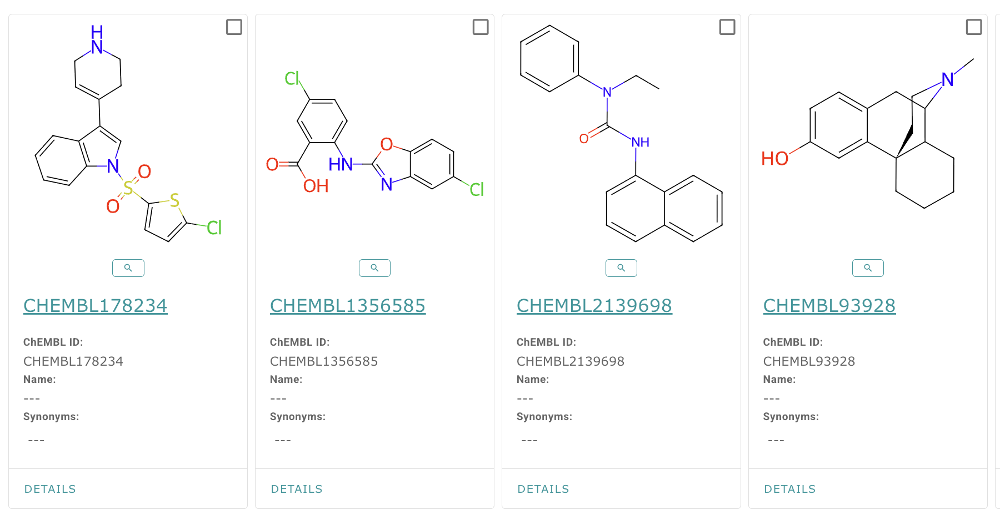 H
N
N
S
O
O
S
Cl
CHEMBL178234
ChEMBL ID:
CHEMBL178234
Name:
---
Synonyms:
---
DETAILS
Cl
O
OH
HN
O
N
Cl
CHEMBL1356585
ChEMBL ID:
CHEMBL1356585
Name:
---
Synonyms:
---
DETAILS
N
O
NH
CHEMBL2139698
ChEMBL ID:
CHEMBL2139698
Name:
---
Synonyms:
---
DETAILS
N
HO
CHEMBL93928
ChEMBL ID:
CHEMBL93928
Name:
---
Synonyms:
---
DETAILS